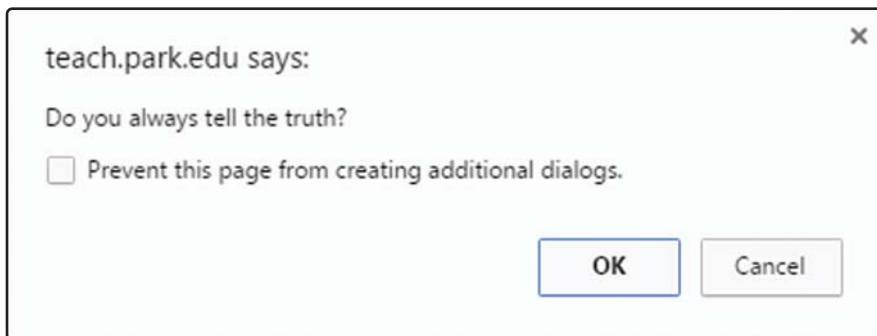 teach.park.edu says:
Do you always tell the truth?
Prevent this page from creating additional dialogs.
OK Cancel